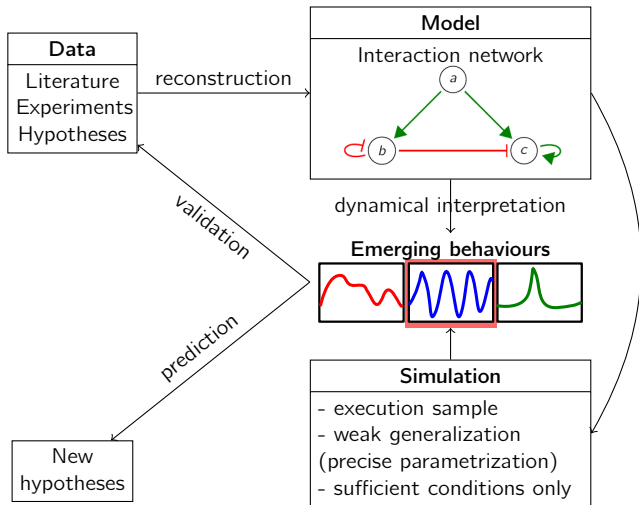 Data
Literature
Experiments
Hypotheses
reconstruction
Model
Interaction network
a
b
c
dynamical interpretation
Emerging behaviours
validation
prediction
Simulation
- execution sample
- weak generalization
(precise parametrization)
- sufficient conditions only
New
hypotheses